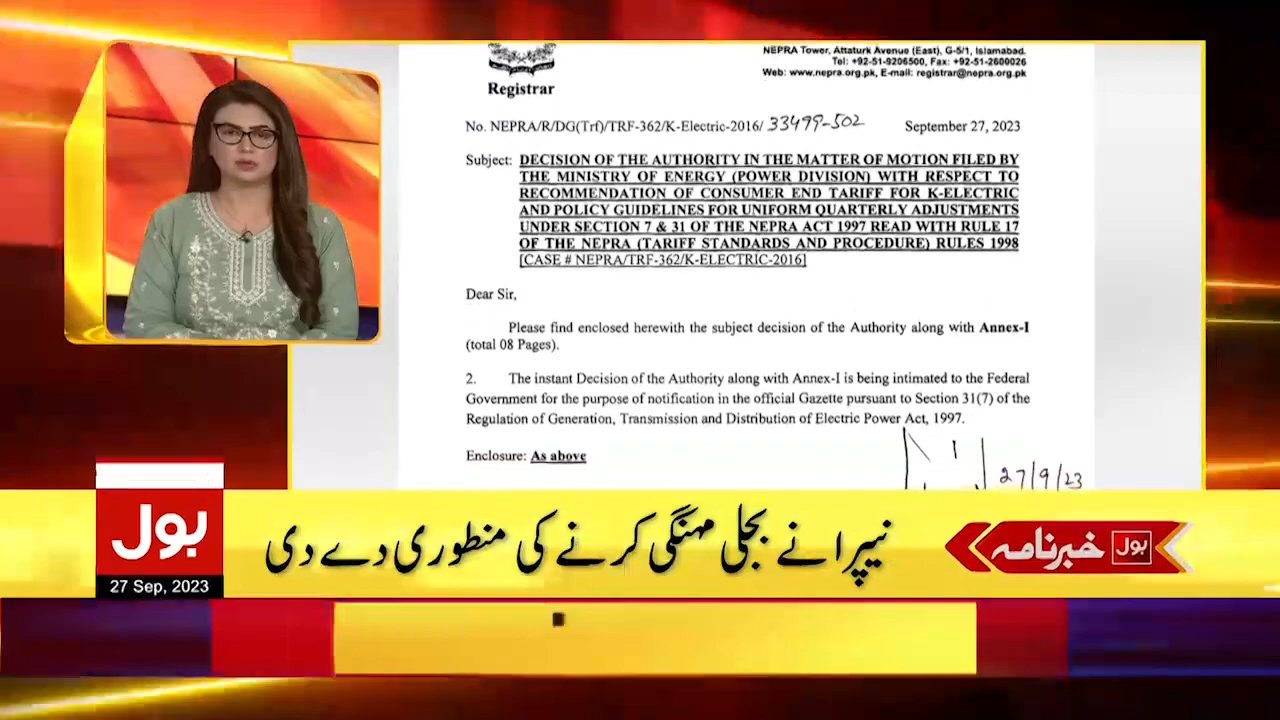 NEPRA Tower, Attaturk Avenue (East), G-5/1, Islamabad.
Tel: +92-51-9206500, Fax: +92-51-2600026
Web: www.nepra.org.pk, E-mail: registrar@nepra.org.pk
Registrar
No. NEPRA/R/DG(Trf)/TRF-362/K-Electric-2016/ 33499-502
September 27, 2023
Subject: DECISION OF THE AUTHORITY IN THE MATTER OF MOTION FILED BY
THE MINISTRY OF ENERGY (POWER DIVISION) WITH RESPECT TO
RECOMMENDATION OF CONSUMER END TARIFF FOR K-ELECTRIC
AND POLICY GUIDELINES FOR UNIFORM QUARTERLY ADJUSTMENTS
UNDER SECTION 7 & 31 OF THE NEPRA ACT 1997 READ WITH RULE 17
OF THE NEPRA (TARIFF STANDARDS AND PROCEDURE) RULES 1998
[CASE # NEPRA/TRF-362/K-ELECTRIC-2016]
Dear Sir,
Please find enclosed herewith the subject decision of the Authority along with Annex-I
(total 08 Pages).
2. The instant Decision of the Authority along with Annex-I is being intimated to the Federal
Government for the purpose of notification in the official Gazette pursuant to Section 31(7) of the
Regulation of Generation, Transmission and Distribution of Electric Power Act, 1997.
Enclosure: As above
27/9/23
بول
27 Sep, 2023
نیپرا نے بجلی مہنگی کرنے کی منظوری دے دی
بول خبرنامہ